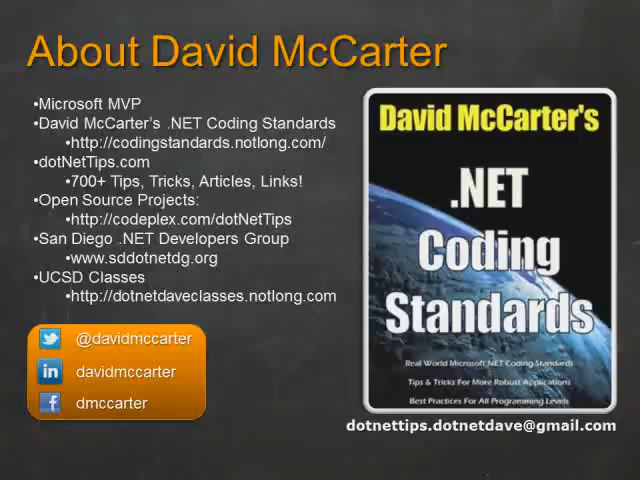 About David McCarter
•Microsoft MVP
•David McCarter's .NET Coding Standards
•http://codingstandards.notlong.com/
•dotNetTips.com
•700+ Tips, Tricks, Articles, Links!
•Open Source Projects:
•http://codeplex.com/dotNetTips
•San Diego .NET Developers Group
•www.sddotnetdg.org
•UCSD Classes
•http://dotnetdaveclasses.notlong.com
@davidmccarter
in davidmccarter
f dmccarter
David McCarter's
.NET
Coding
Standards
Real World Microsoft .NET Coding Standards
Tips & Tricks For More Robust Applications
Best Practices For All Programming Levels
dotnettips.dotnetdave@gmail.com